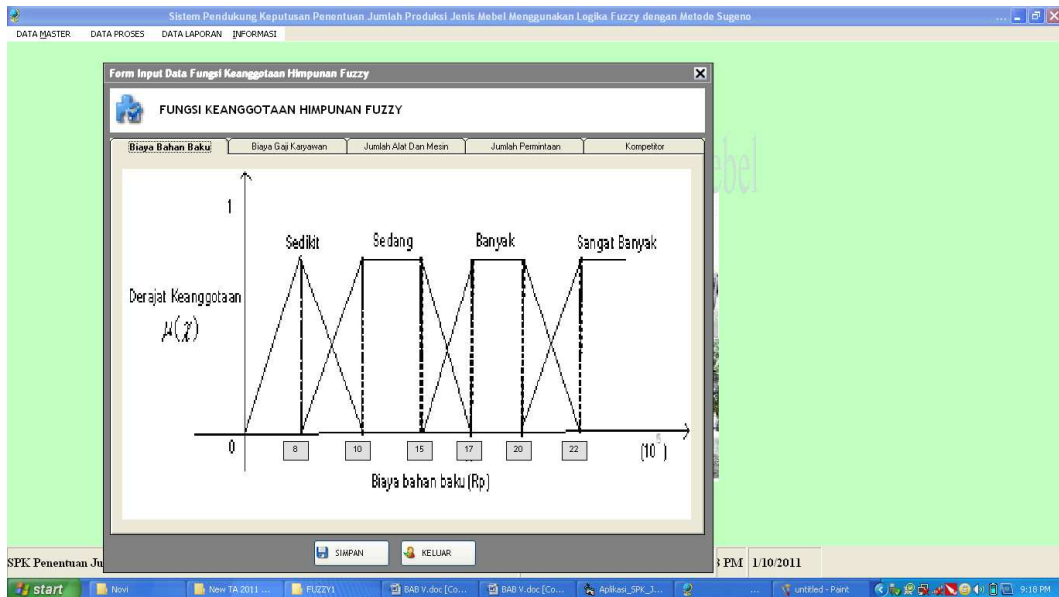 Sistem Pendukung Keputusan Penentuan Jumlah Produksi Jenis Mebel Menggunakan Logika Fuzzy dengan Metode Sugeno ...
DATA MASTER DATA PROSES DATA LAPORAN INFORMASI
Form Input Data Fungsi Keanggotaan Himpunan Fuzzy
FUNGSI KEANGGOTAAN HIMPUNAN FUZZY
Biaya Bahan Baku Biaya Gaji Karyawan Jumlah Alat Dan Mesin Jumlah Permintaan Kompetitor
ebel
1
Sedikit Sedang Banyak Sangat Banyak
Derajat Keanggotaan
μ(χ)
0 8 10 15 17 20 22 (10⁵)
Biaya bahan baku (Rp)
SIMPAN KELUAR
SPK Penentuan Ju PM 1/10/2011
start Novi New TA 2011 ... FUZZY1 BAB V.doc [Co... BAB V.doc [Co... Aplikasi_SPK_J... ... untitled - Paint 9:18 PM